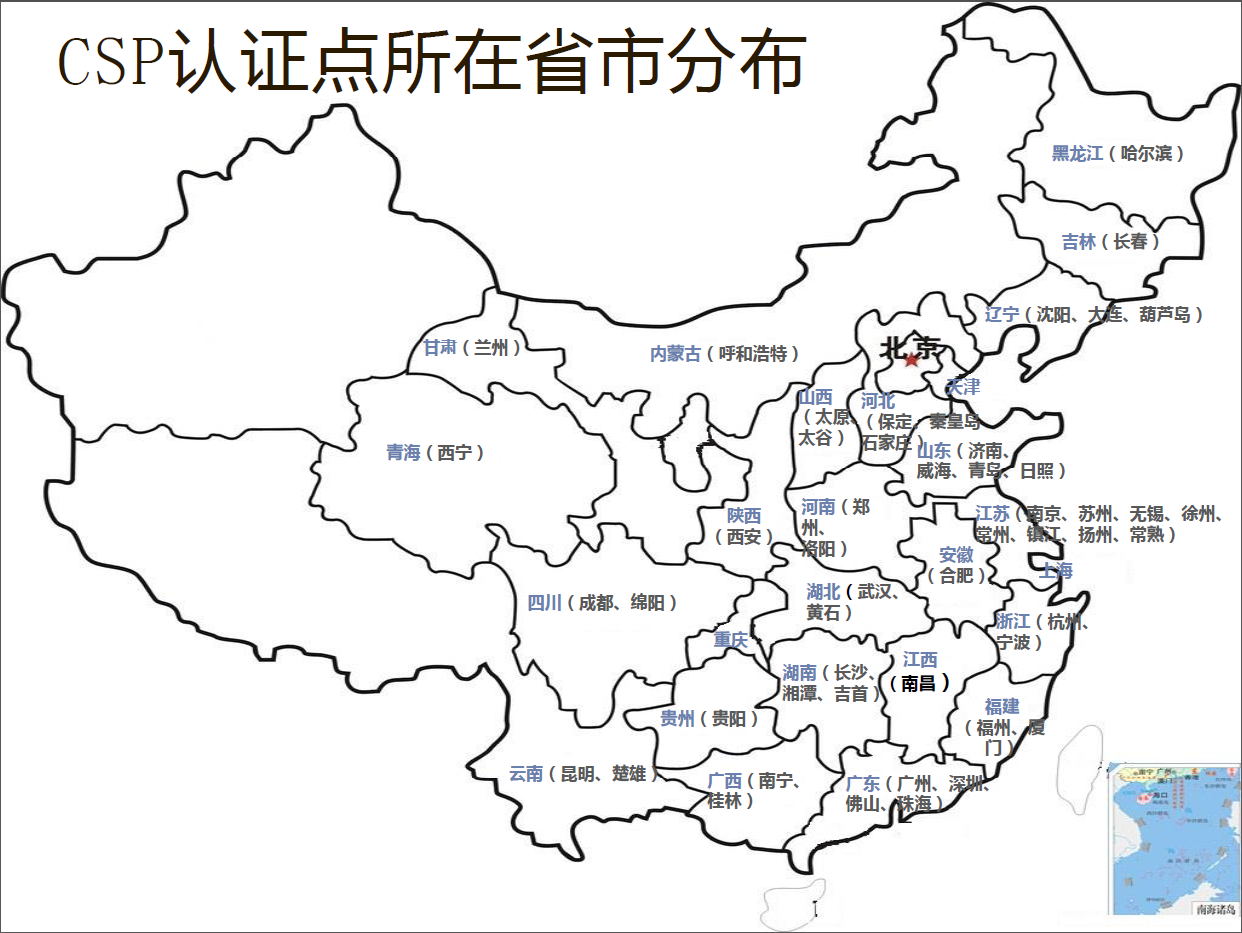 CSP认证点所在省市分布
黑龙江（哈尔滨）
吉林（长春）
辽宁（沈阳、大连、葫芦岛）
北京
甘肃（兰州）
内蒙古（呼和浩特）
天津
山西
（太原、
太谷）
河北
（保定、秦皇岛
石家庄）
青海（西宁）
山东（济南、
威海、青岛、日照）
陕西
（西安）
河南（郑
州、
洛阳）
江苏（南京、苏州、无锡、徐州、
常州、镇江、扬州、常熟）
安徽
（合肥）
上海
四川（成都、绵阳）
湖北（武汉、
黄石）
浙江（杭州、
宁波）
重庆
湖南（长沙、
湘潭、吉首）
江西
（南昌）
贵州（贵阳）
福建
（福州、厦
门）
云南（昆明、楚雄）
广西（南宁、
桂林）
广东（广州、深圳、
佛山、珠海）
南宁 广州
澳门
海口
南海诸岛